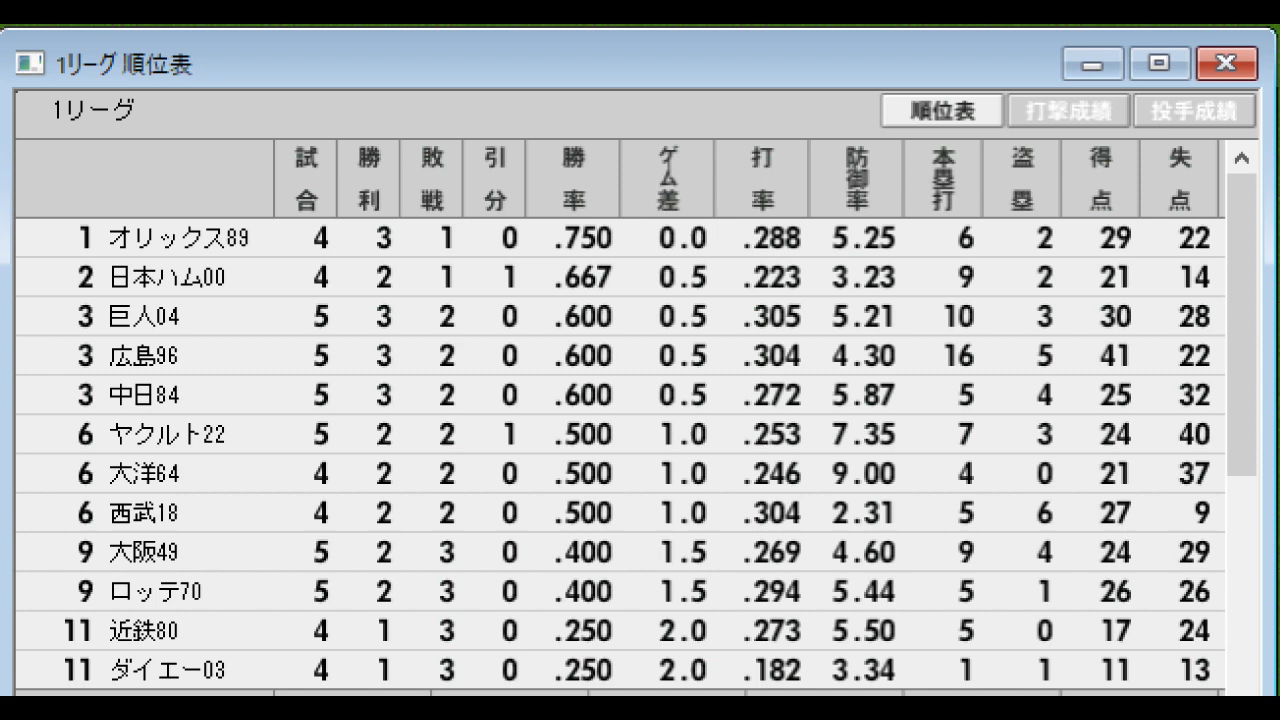 1リーグ 順位表
1リーグ 順位表 打撃成績 投手成績
試合 勝利 敗戦 引分 勝率 ゲム差 打率 防御率 本塁打 盗塁 得点 失点
1 オリックス89 4 3 1 0 .750 0.0 .288 5.25 6 2 29 22
2 日本ハム00 4 2 1 1 .667 0.5 .223 3.23 9 2 21 14
3 巨人04 5 3 2 0 .600 0.5 .305 5.21 10 3 30 28
3 広島96 5 3 2 0 .600 0.5 .304 4.30 16 5 41 22
3 中日84 5 3 2 0 .600 0.5 .272 5.87 5 4 25 32
6 ヤクルト22 5 2 2 1 .500 1.0 .253 7.35 7 3 24 40
6 大洋64 4 2 2 0 .500 1.0 .246 9.00 4 0 21 37
6 西武18 4 2 2 0 .500 1.0 .304 2.31 5 6 27 9
9 大阪49 5 2 3 0 .400 1.5 .269 4.60 9 4 24 29
9 ロッテ70 5 2 3 0 .400 1.5 .294 5.44 5 1 26 26
11 近鉄80 4 1 3 0 .250 2.0 .273 5.50 5 0 17 24
11 ダイエー03 4 1 3 0 .250 2.0 .182 3.34 1 1 11 13